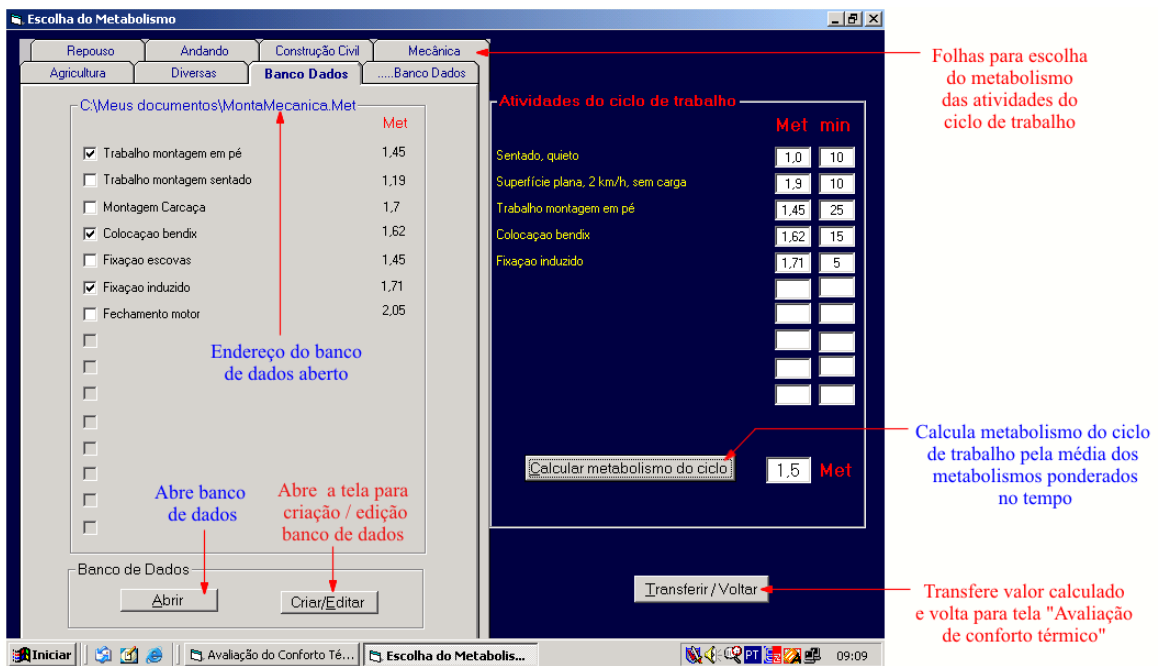 Escolha do Metabolismo
Repouso Andando Construção Civil Mecânica
Agricultura Diversas Banco Dados .....Banco Dados
C:\Meus documentos\MontaMecanica.Met
Met
Trabalho montagem em pé 1,45
Trabalho montagem sentado 1,19
Montagem Carcaça 1,7
Colocaçao bendix 1,62
Fixaçao escovas 1,45
Fixaçao induzido 1,71
Fechamento motor 2,05
Endereço do banco
de dados aberto
Abre banco
de dados
Abre a tela para
criação / edição
banco de dados
Banco de Dados
Abrir Criar/Editar
Atividades do ciclo de trabalho
Met min
Sentado, quieto 1,0 10
Superfície plana, 2 km/h, sem carga 1,9 10
Trabalho montagem em pé 1,45 25
Colocaçao bendix 1,62 15
Fixaçao induzido 1,71 5
Calcular metabolismo do ciclo 1,5 Met
Transferir / Voltar
Folhas para escolha
do metabolismo
das atividades do
ciclo de trabalho
Calcula metabolismo do ciclo
de trabalho pela média dos
metabolismos ponderados
no tempo
Transfere valor calculado
e volta para tela "Avaliação
de conforto térmico"
Iniciar Avaliação do Conforto Té... Escolha do Metabolis... PT 09:09